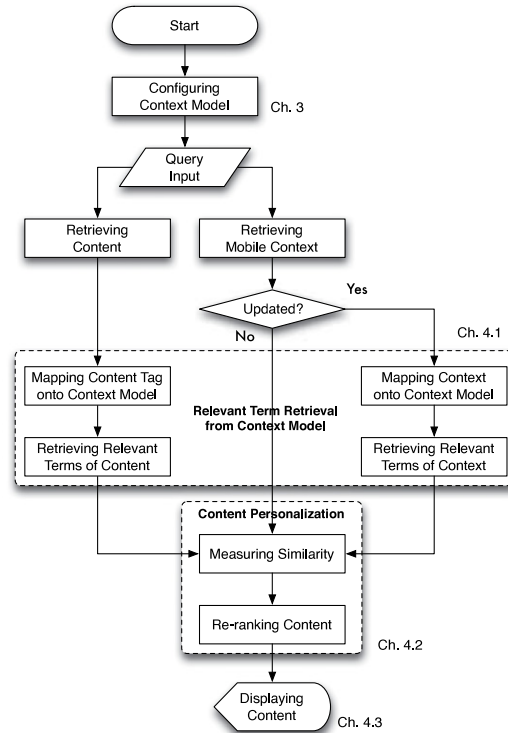 Start
Configuring
Context Model
Ch. 3
Query
Input
Retrieving
Content
Retrieving
Mobile Context
Updated?
Yes
No
Ch. 4.1
Mapping Content Tag
onto Context Model
Mapping Context
onto Context Model
Relevant Term Retrieval
from Context Model
Retrieving Relevant
Terms of Content
Retrieving Relevant
Terms of Context
Content Personalization
Measuring Similarity
Re-ranking Content
Ch. 4.2
Displaying
Content
Ch. 4.3